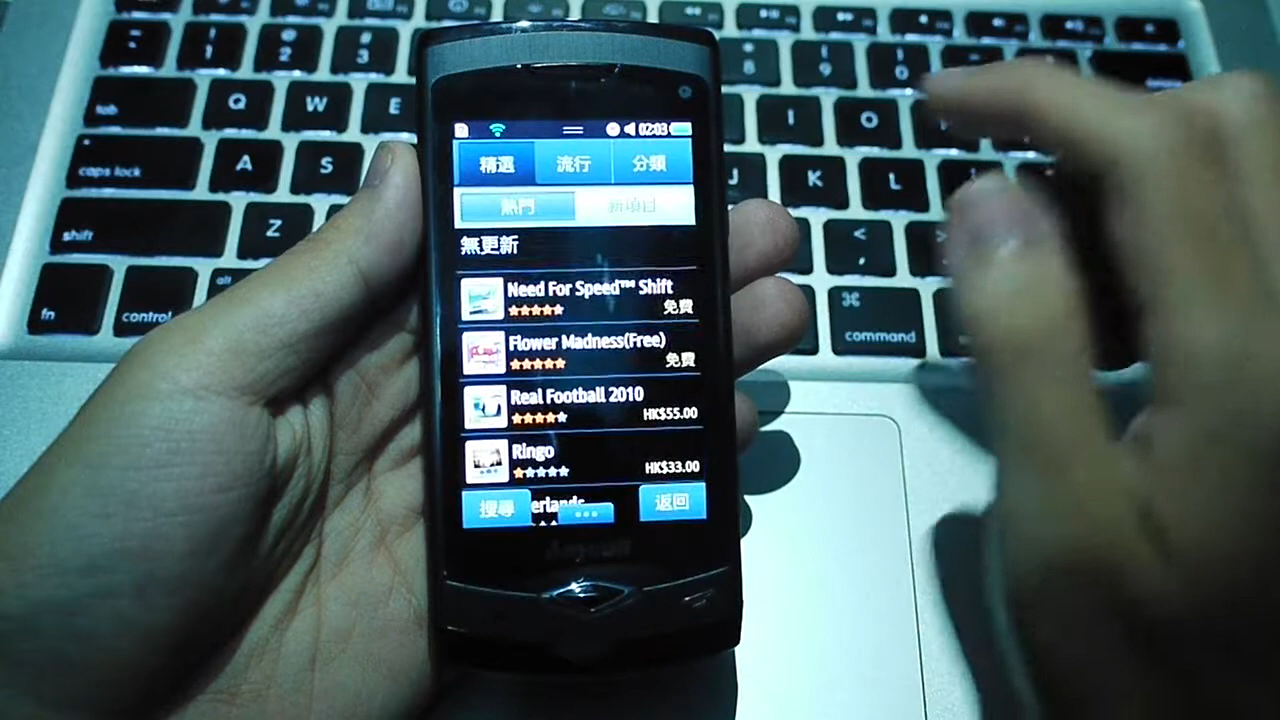 02:03
精選 流行 分類
熱門 新項目
無更新
Need For Speed™ Shift
免費
Flower Madness(Free)
免費
Real Football 2010
HK$55.00
Ringo
HK$33.00
erlands
搜尋 返回
! 1 @ 2 # 3 8 ( 9 ) 0
tab Q W E I O
caps lock A S J K L
shift Z < ,
fn control alt ⌘ command